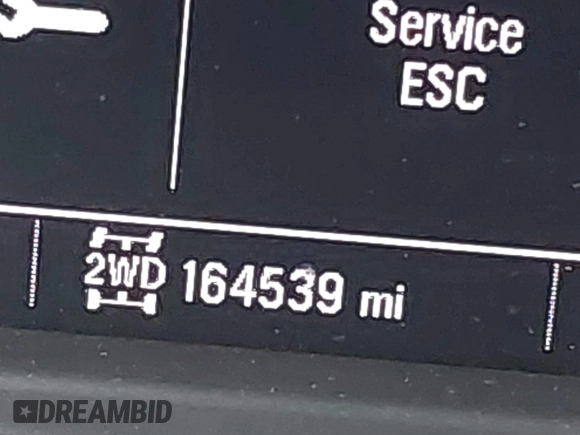 Service
ESC
2WD 164539 mi
DREAMBID